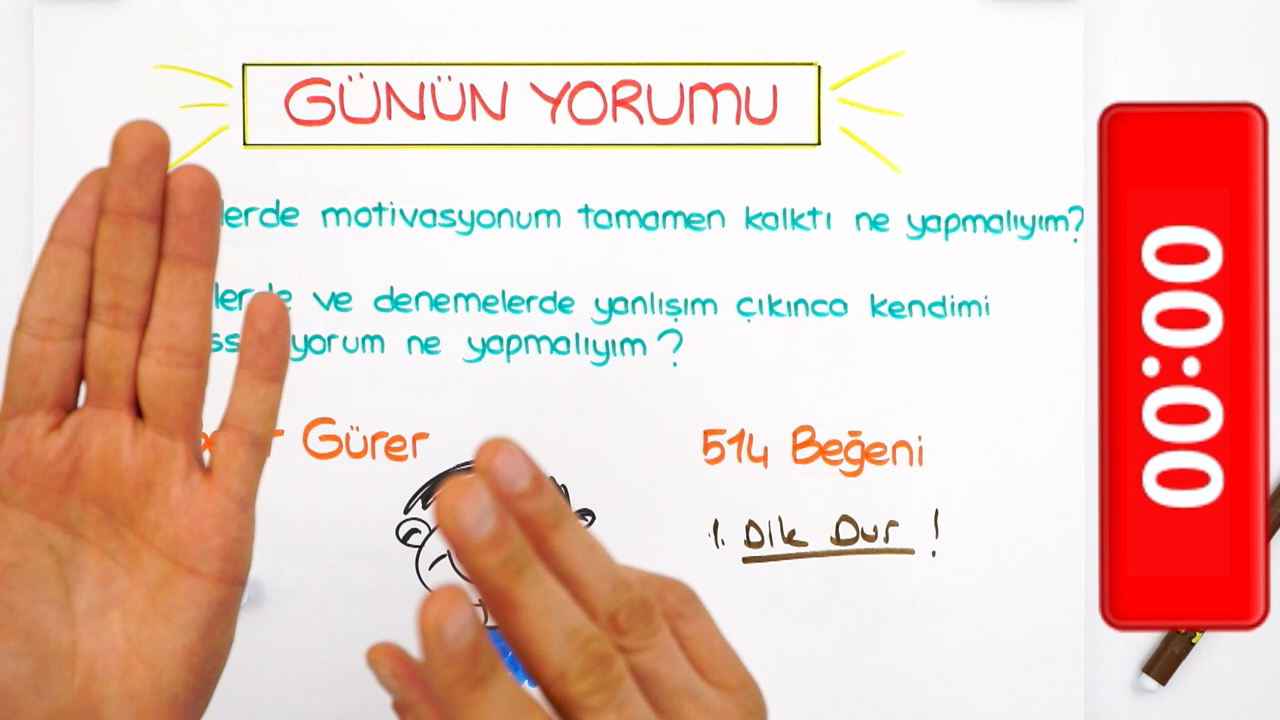 GÜNÜN YORUMU
lerde motivasyonum tamamen kalktı ne yapmalıyım?
ve denemelerde yanlışım çıkınca kendimi
yorum ne yapmalıyım?
Gürer
514 Beğeni
1. Dik Dur !
00:00